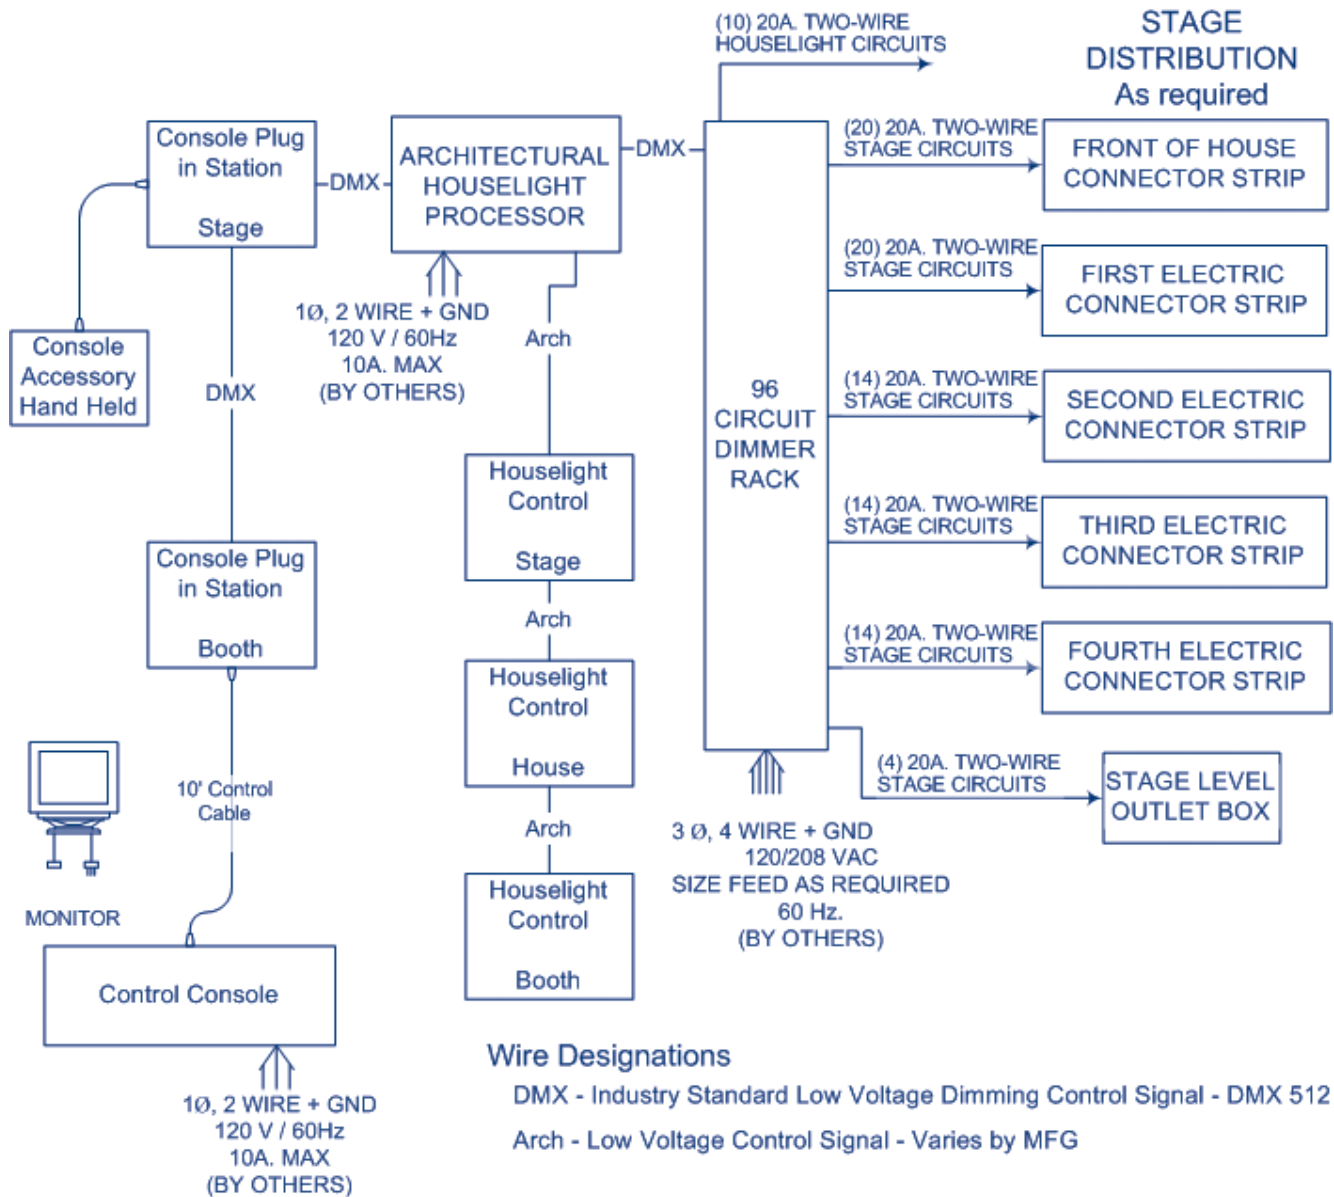 (10) 20A. TWO-WIRE
HOUSELIGHT CIRCUITS
STAGE
DISTRIBUTION
As required
Console Plug
in Station
Stage
DMX
ARCHITECTURAL
HOUSELIGHT
PROCESSOR
DMX
(20) 20A. TWO-WIRE
STAGE CIRCUITS
FRONT OF HOUSE
CONNECTOR STRIP
(20) 20A. TWO-WIRE
STAGE CIRCUITS
FIRST ELECTRIC
CONNECTOR STRIP
1Ø, 2 WIRE + GND
120 V / 60Hz
10A. MAX
(BY OTHERS)
Arch
Console
Accessory
Hand Held
DMX
96
CIRCUIT
DIMMER
RACK
(14) 20A. TWO-WIRE
STAGE CIRCUITS
SECOND ELECTRIC
CONNECTOR STRIP
Houselight
Control
Stage
(14) 20A. TWO-WIRE
STAGE CIRCUITS
THIRD ELECTRIC
CONNECTOR STRIP
Console Plug
in Station
Booth
Arch
(14) 20A. TWO-WIRE
STAGE CIRCUITS
FOURTH ELECTRIC
CONNECTOR STRIP
Houselight
Control
House
(4) 20A. TWO-WIRE
STAGE CIRCUITS
STAGE LEVEL
OUTLET BOX
10' Control
Cable
Arch
3 Ø, 4 WIRE + GND
120/208 VAC
SIZE FEED AS REQUIRED
60 Hz.
(BY OTHERS)
MONITOR
Houselight
Control
Booth
Control Console
1Ø, 2 WIRE + GND
120 V / 60Hz
10A. MAX
(BY OTHERS)
Wire Designations
DMX - Industry Standard Low Voltage Dimming Control Signal - DMX 512
Arch - Low Voltage Control Signal - Varies by MFG